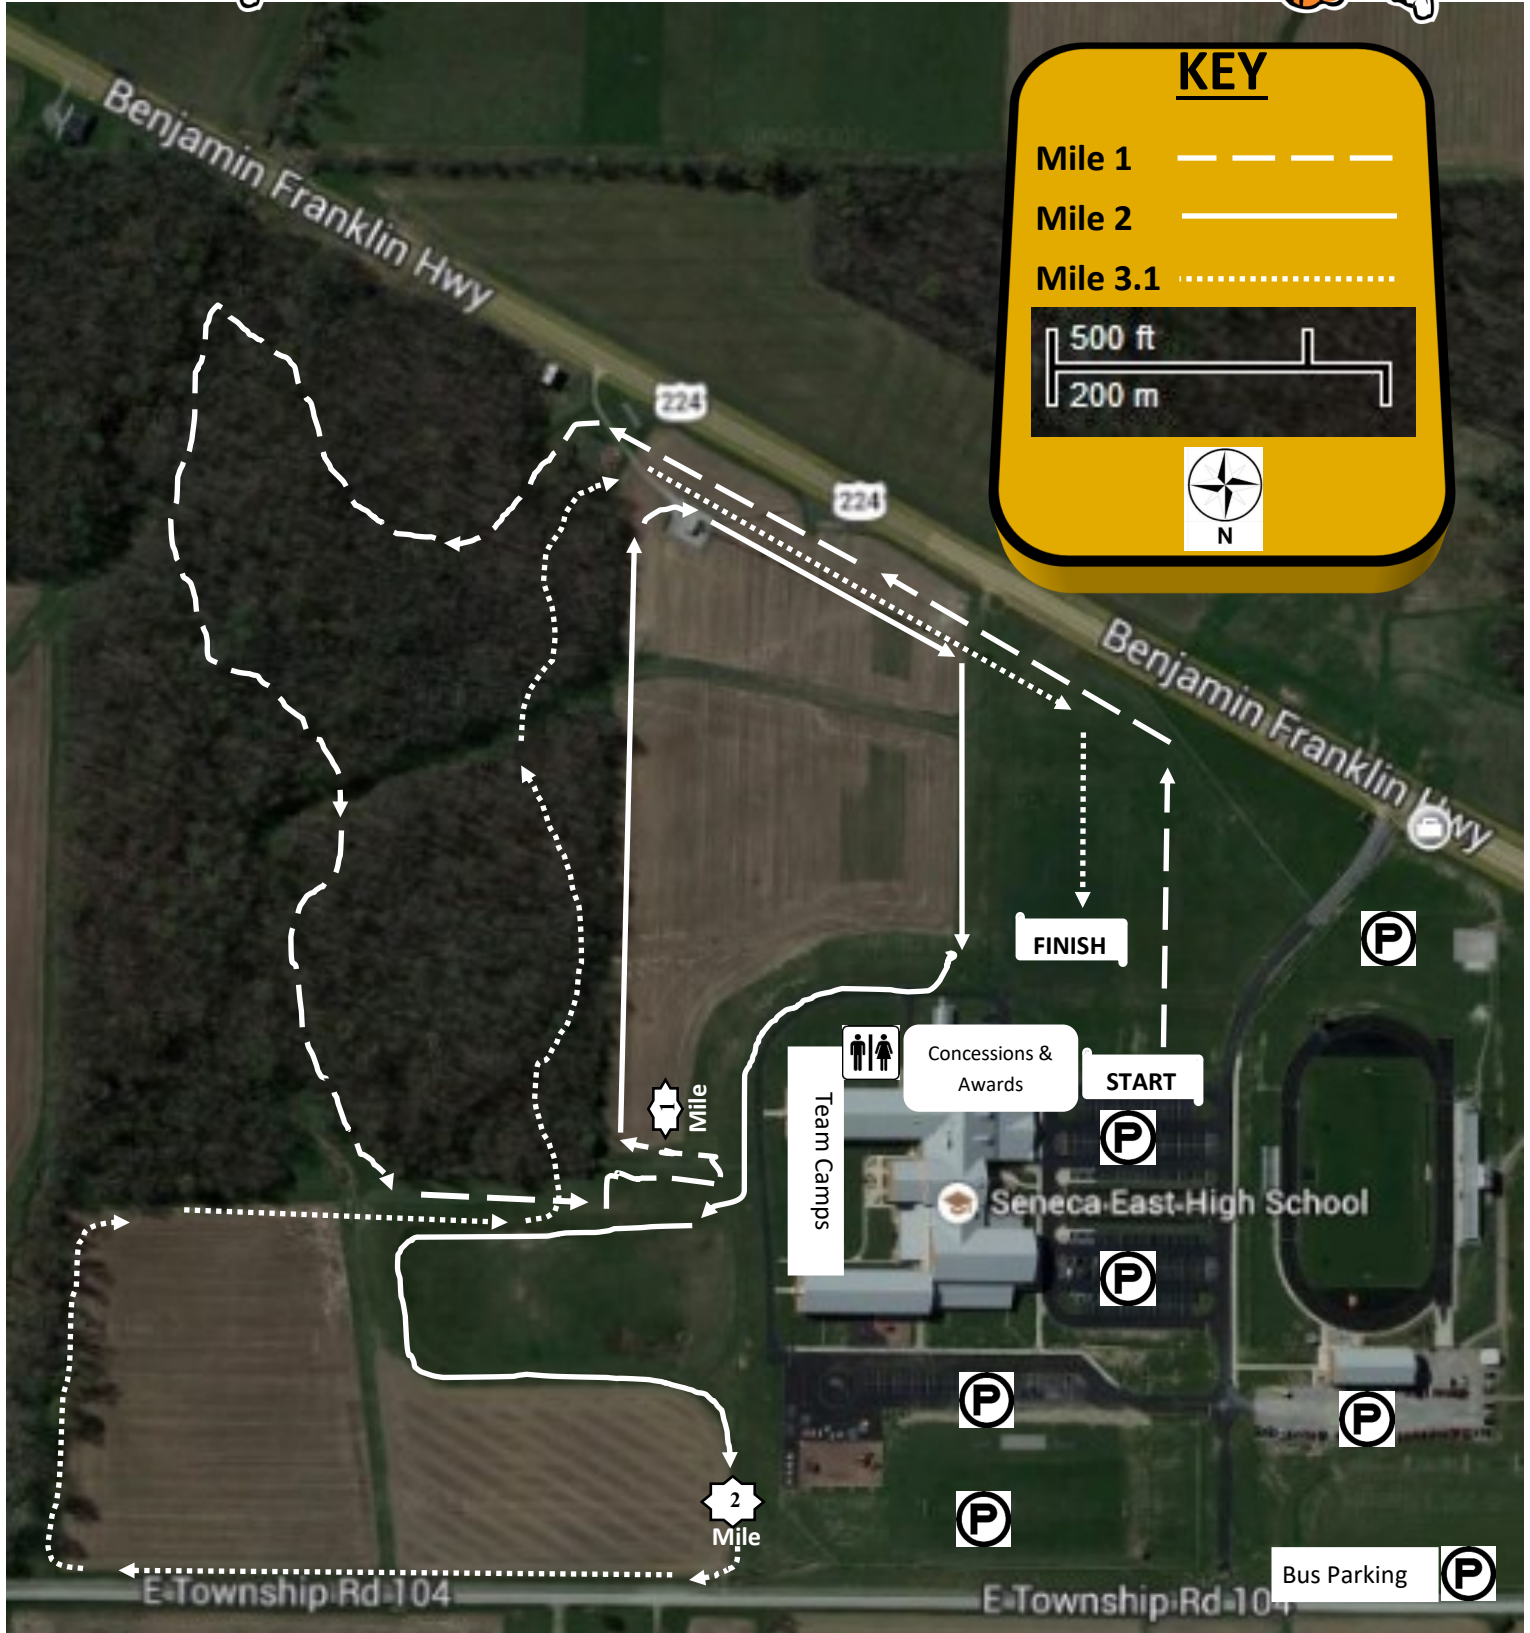 KEY
Mile 1
Mile 2
Mile 3.1
500 ft
200 m
N
Benjamin Franklin Hwy
224
224
Benjamin Franklin Hwy
P
FINISH
Concessions &
Awards
START
1
Mile
Team Camps
P
Seneca East High School
P
P
P
2
Mile
P
Bus Parking
P
E Township Rd 104
E Township Rd 104